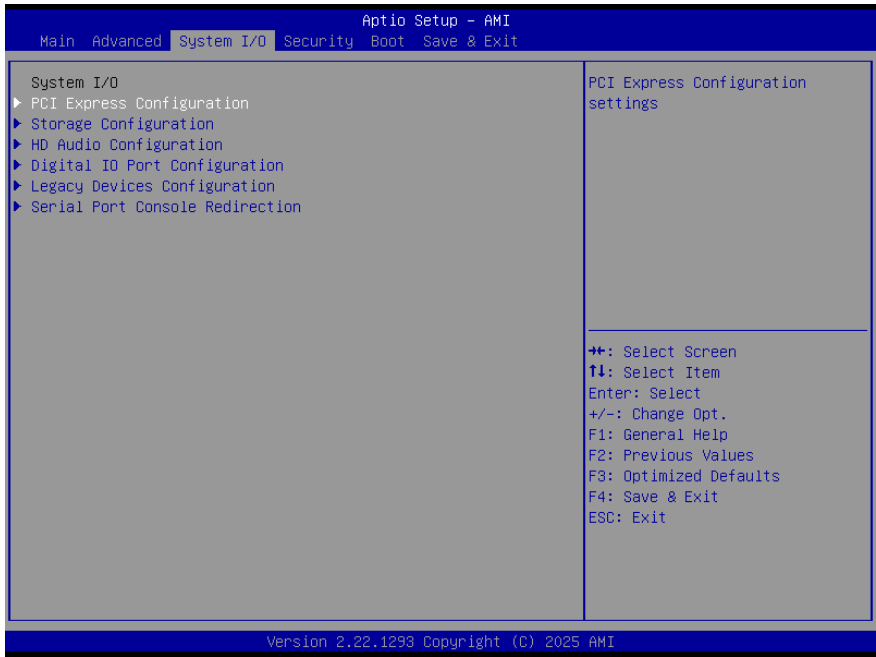 Aptio Setup – AMI
Main Advanced System I/O Security Boot Save & Exit
System I/O
▶ PCI Express Configuration
▶ Storage Configuration
▶ HD Audio Configuration
▶ Digital IO Port Configuration
▶ Legacy Devices Configuration
▶ Serial Port Console Redirection
PCI Express Configuration
settings
→←: Select Screen
↑↓: Select Item
Enter: Select
+/-: Change Opt.
F1: General Help
F2: Previous Values
F3: Optimized Defaults
F4: Save & Exit
ESC: Exit
Version 2.22.1293 Copyright (C) 2025 AMI